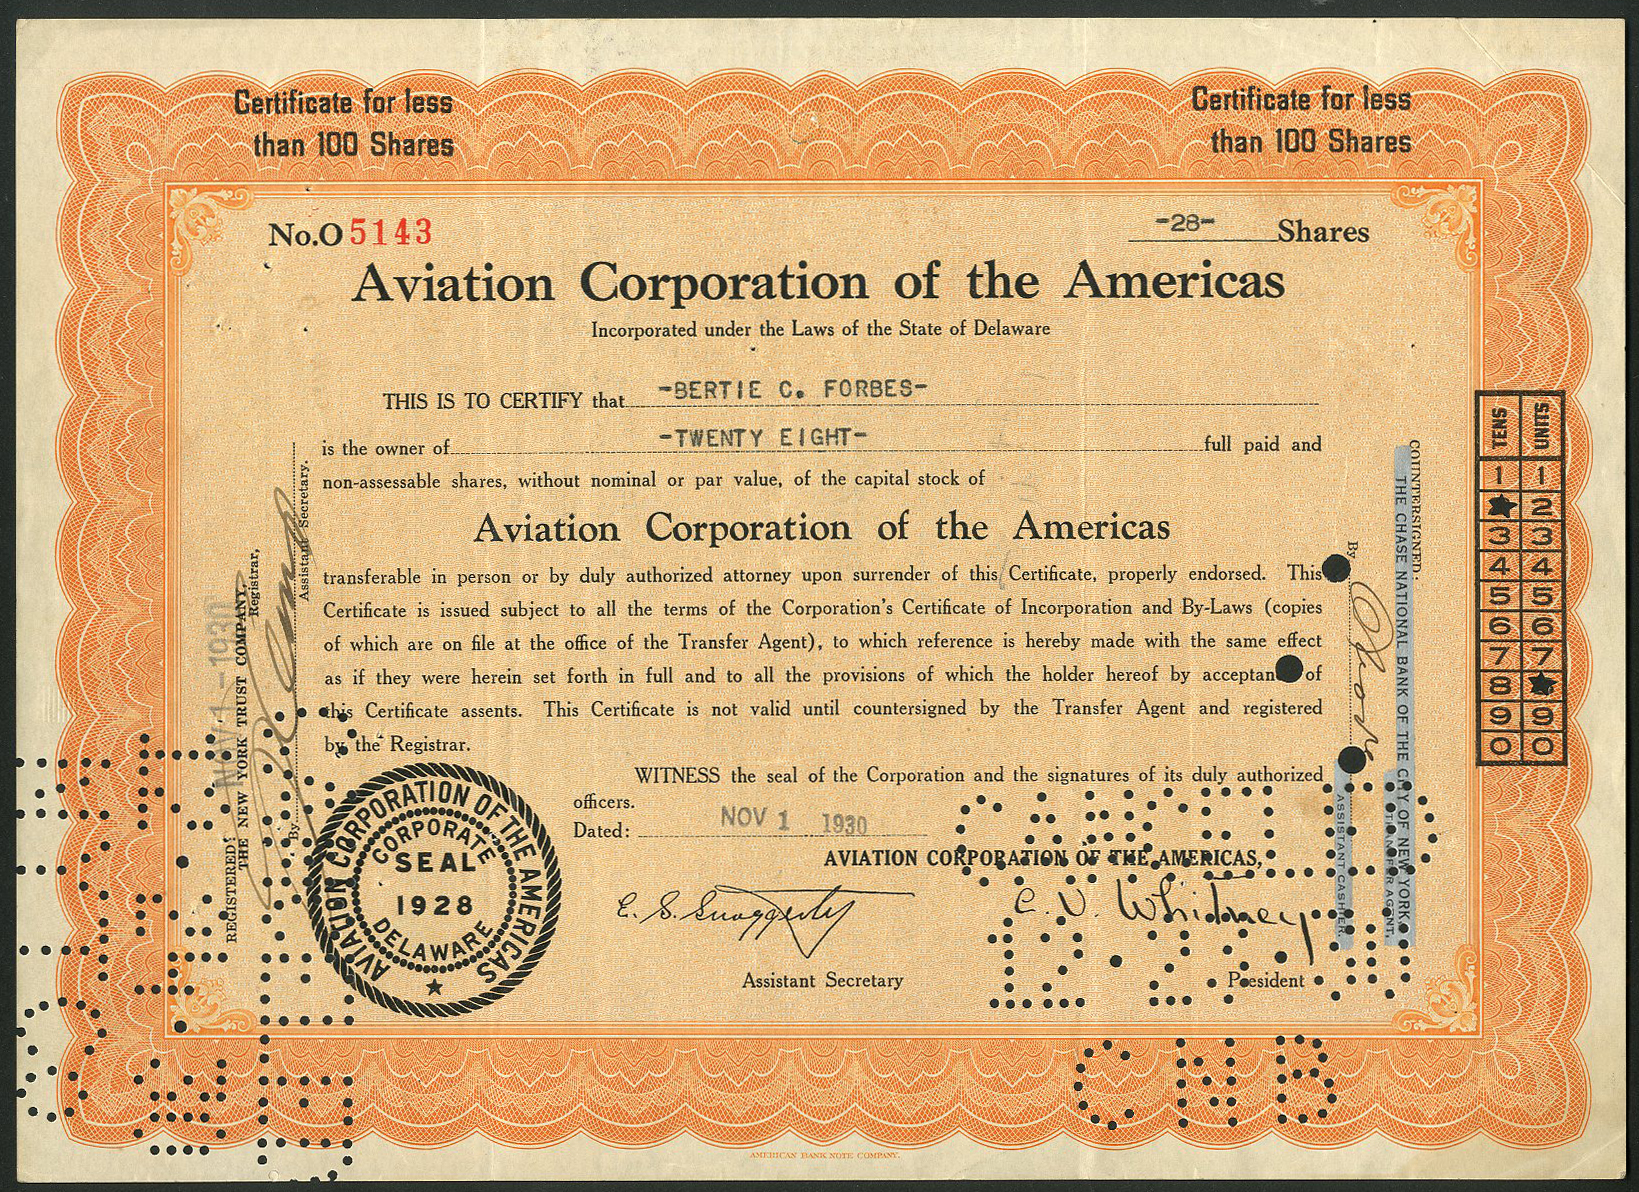 Certificate for less
than 100 Shares
Certificate for less
than 100 Shares
No.O 5143
-28- Shares
Aviation Corporation of the Americas
Incorporated under the Laws of the State of Delaware
THIS IS TO CERTIFY that -BERTIE C. FORBES-
is the owner of -TWENTY EIGHT- full paid and
non-assessable shares, without nominal or par value, of the capital stock of
Aviation Corporation of the Americas
transferable in person or by duly authorized attorney upon surrender of this Certificate, properly endorsed. This
Certificate is issued subject to all the terms of the Corporation's Certificate of Incorporation and By-Laws (copies
of which are on file at the office of the Transfer Agent), to which reference is hereby made with the same effect
as if they were herein set forth in full and to all the provisions of which the holder hereof by acceptan of
this Certificate assents. This Certificate is not valid until countersigned by the Transfer Agent and registered
by the Registrar.
WITNESS the seal of the Corporation and the signatures of its duly authorized
officers.
Dated: NOV 1 1930
AVIATION CORPORATION OF THE AMERICAS,
C. V. Whitney
Assistant Secretary
President
AVIATION CORPORATION OF THE AMERICAS
CORPORATE
SEAL
1928
DELAWARE
REGISTERED:
THE NEW YORK TRUST COMPANY,
Registrar,
NOV 1 - 1930
By
Assistant Secretary.
COUNTERSIGNED:
THE CHASE NATIONAL BANK OF THE CITY OF NEW YORK,
TRANSFER AGENT.
By
ASSISTANT CASHIER.
TENS UNITS
1 1
★ 2
3 3
4 4
5 5
6 6
7 7
8 ★
9 9
0 0
CANCELLED
CNB
AMERICAN BANK NOTE COMPANY.